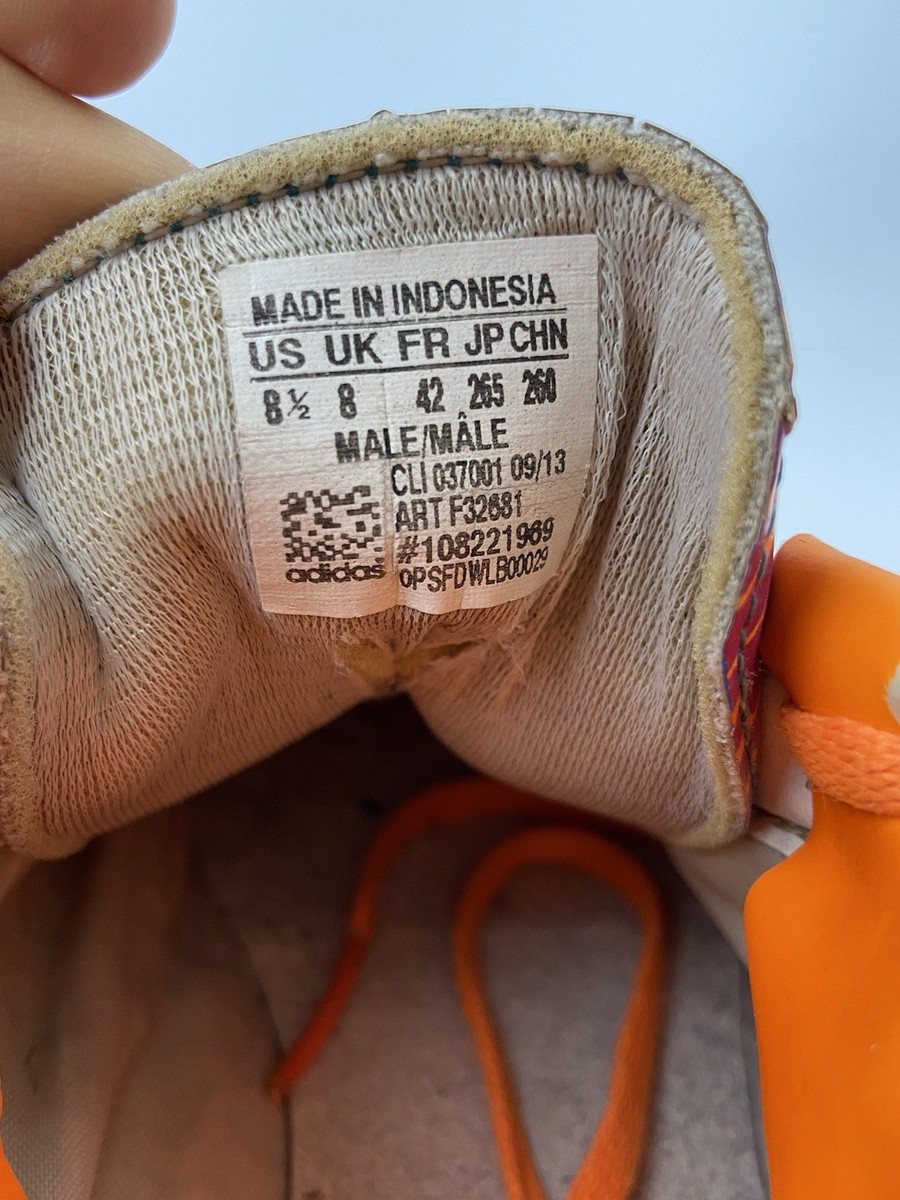 MADE IN INDONESIA
US UK FR JP CHN
8½ 8 42 265 260
MALE/MÂLE
CLI 037001 09/13
ART F32681
#108221969
adidas oPSFDWLB00029